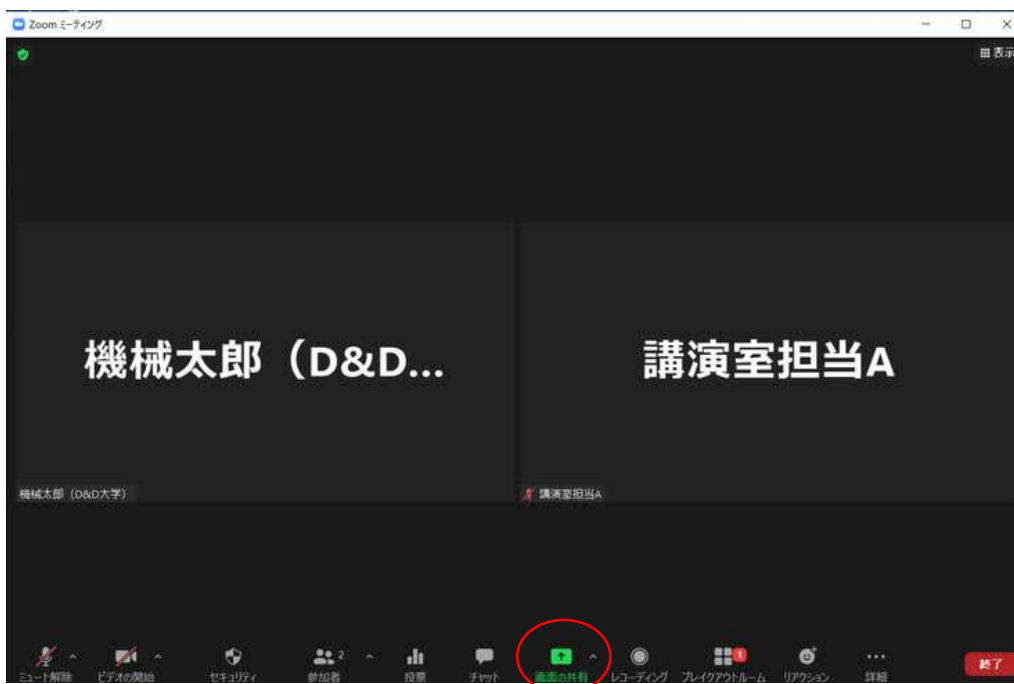 Zoom ミーティング
表示
機械太郎（D&D...
講演室担当A
機械太郎（D&D大学）
講演室担当A
ミュート解除
ビデオの開始
セキュリティ
2
参加者
投票
チャット
画面の共有
レコーディング
1
ブレイクアウトルーム
リアクション
詳細
終了